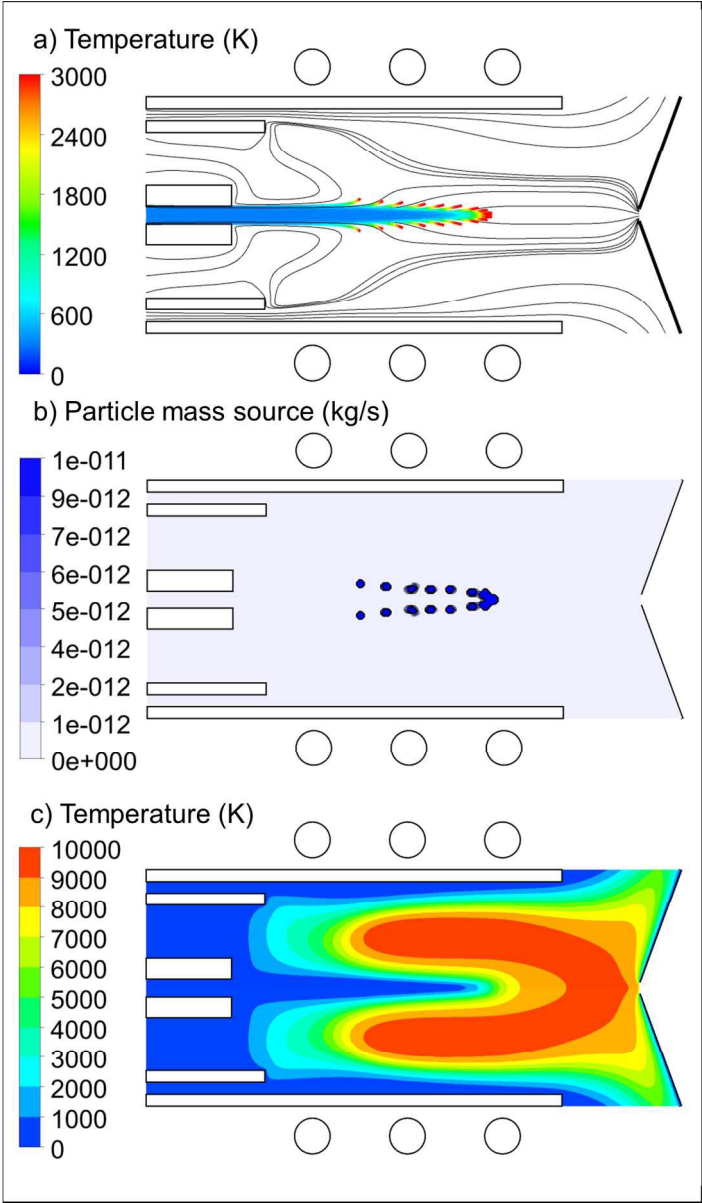 a) Temperature (K)
3000
2400
1800
1200
600
0
b) Particle mass source (kg/s)
1e-011
9e-012
7e-012
6e-012
5e-012
4e-012
2e-012
1e-012
0e+000
c) Temperature (K)
10000
9000
8000
7000
6000
5000
4000
3000
2000
1000
0